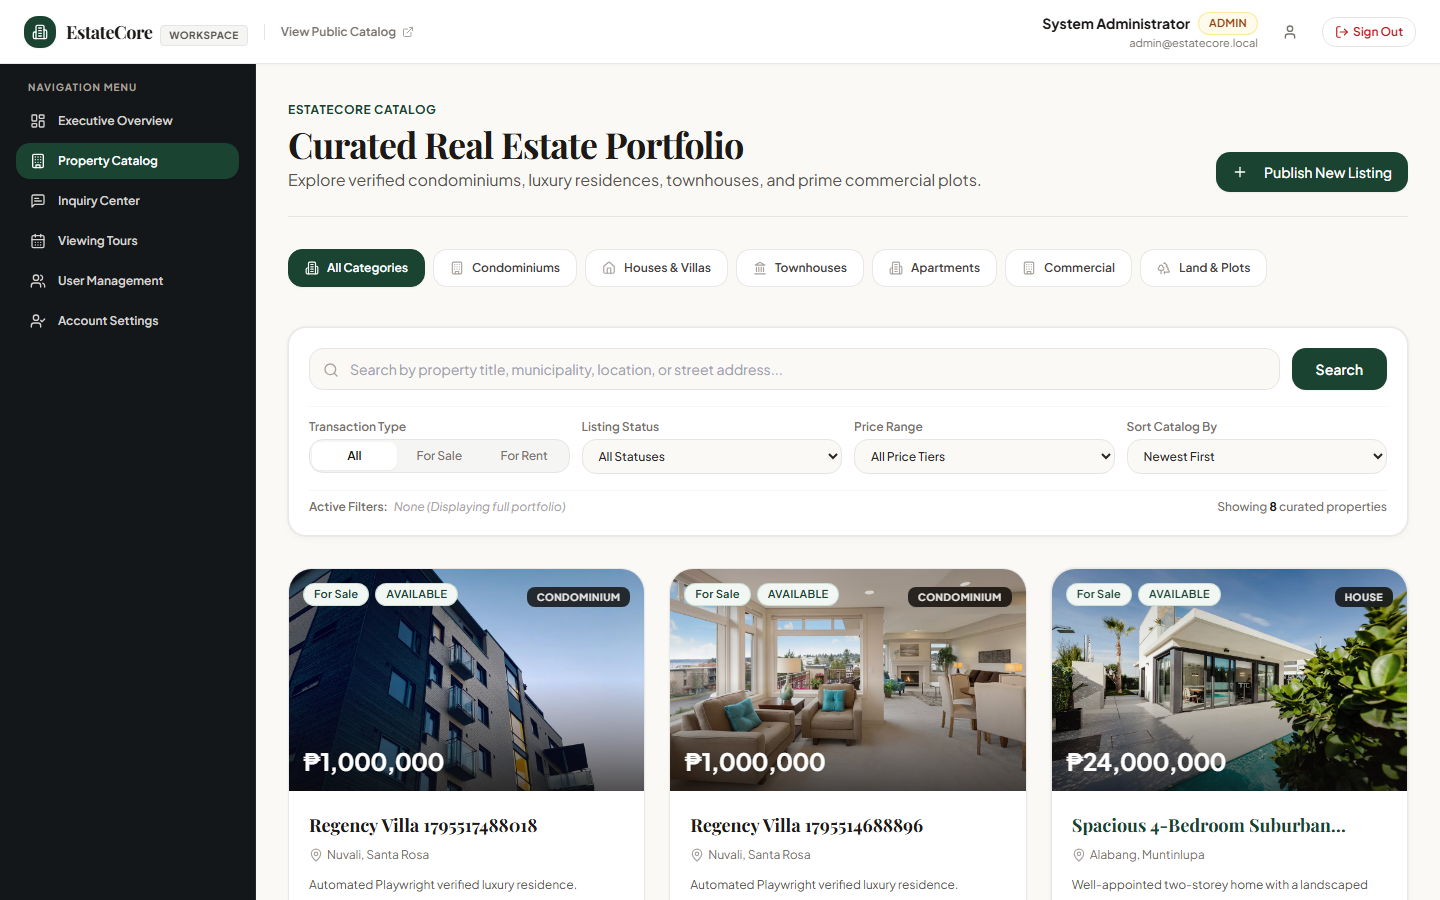 EstateCore WORKSPACE
View Public Catalog
System Administrator ADMIN
admin@estatecore.local
Sign Out
NAVIGATION MENU
Executive Overview
Property Catalog
Inquiry Center
Viewing Tours
User Management
Account Settings
ESTATECORE CATALOG
Curated Real Estate Portfolio
Explore verified condominiums, luxury residences, townhouses, and prime commercial plots.
Publish New Listing
All Categories
Condominiums
Houses & Villas
Townhouses
Apartments
Commercial
Land & Plots
Search by property title, municipality, location, or street address...
Search
Transaction Type
All
For Sale
For Rent
Listing Status
All Statuses
Price Range
All Price Tiers
Sort Catalog By
Newest First
Active Filters: None (Displaying full portfolio)
Showing 8 curated properties
For Sale
AVAILABLE
CONDOMINIUM
₱1,000,000
Regency Villa 1795517488018
Nuvali, Santa Rosa
Automated Playwright verified luxury residence.
For Sale
AVAILABLE
CONDOMINIUM
₱1,000,000
Regency Villa 1795514688896
Nuvali, Santa Rosa
Automated Playwright verified luxury residence.
For Sale
AVAILABLE
HOUSE
₱24,000,000
Spacious 4-Bedroom Suburban...
Alabang, Muntinlupa
Well-appointed two-storey home with a landscaped